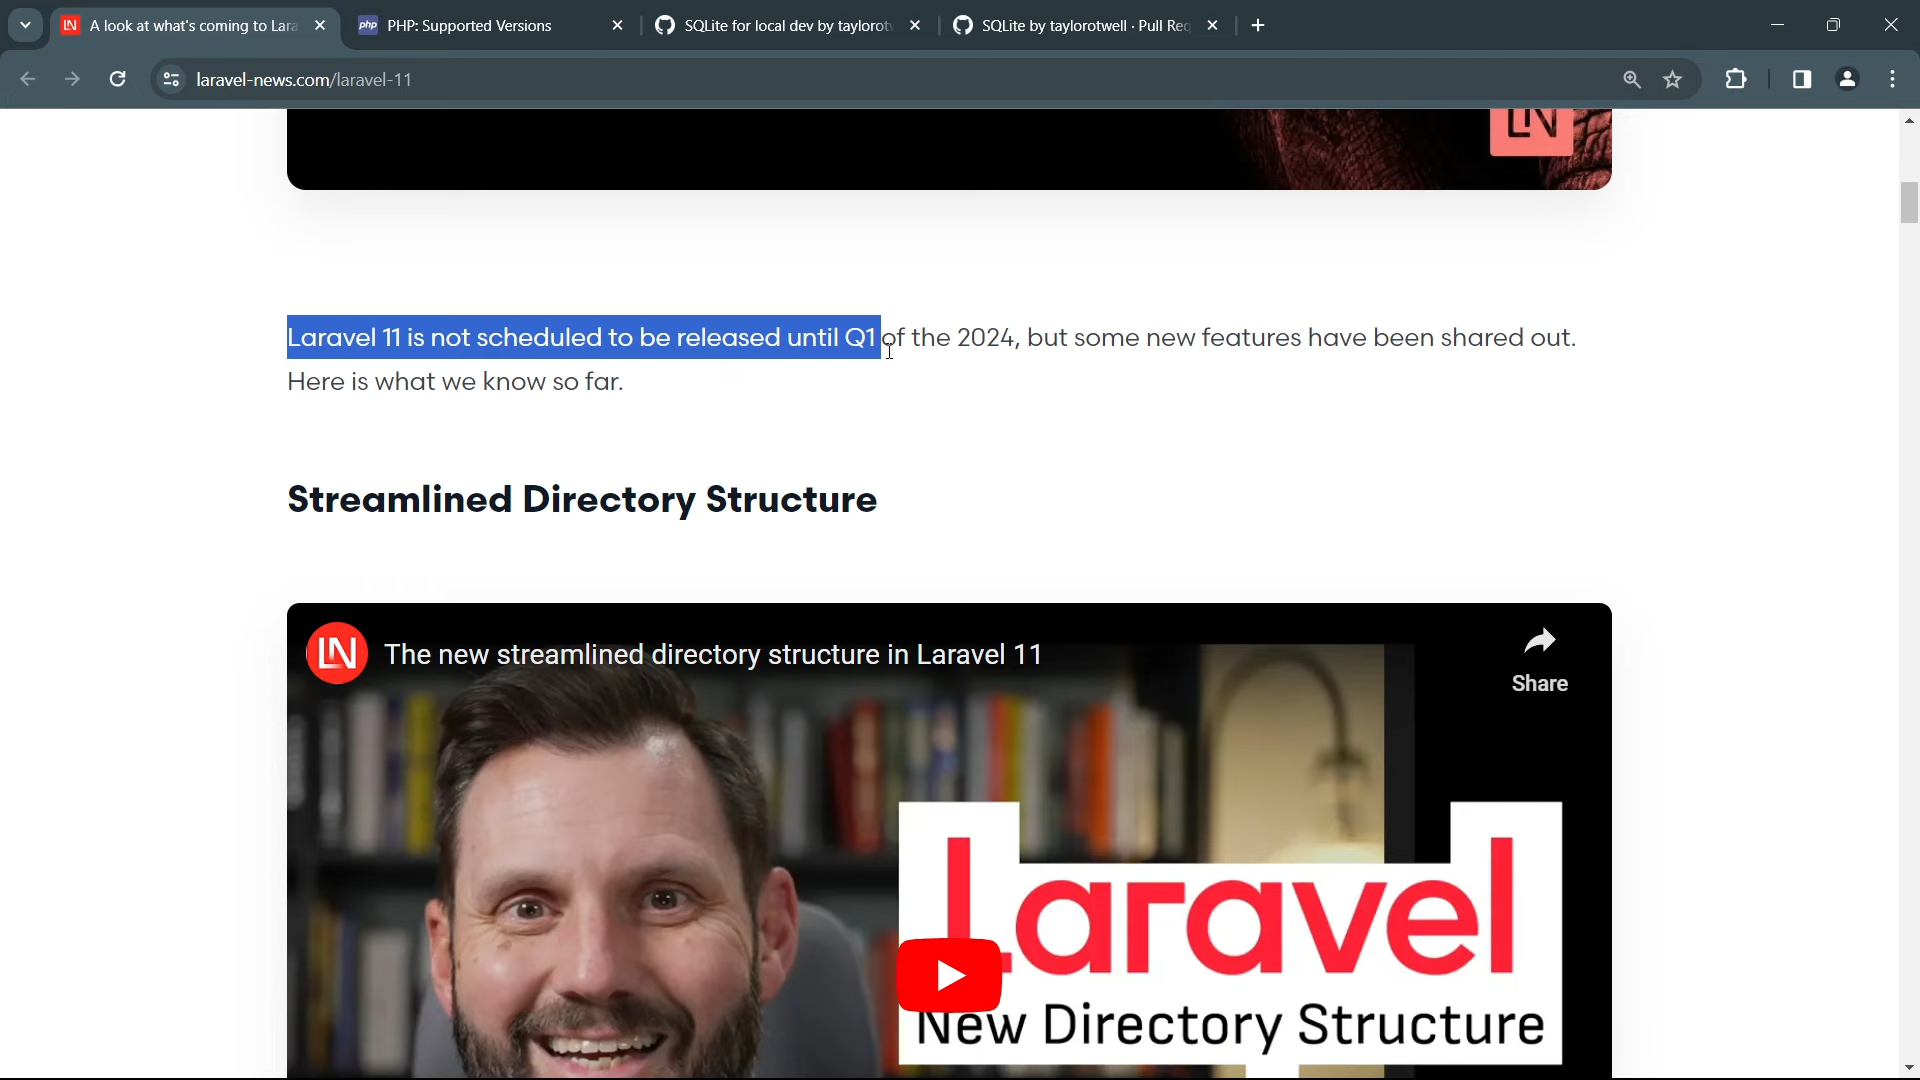 A look at what's coming to Lara
PHP: Supported Versions
SQLite for local dev by taylorotw
SQLite by taylorotwell · Pull Req
laravel-news.com/laravel-11
LN
Laravel 11 is not scheduled to be released until Q1 of the 2024, but some new features have been shared out.
Here is what we know so far.
Streamlined Directory Structure
LN
The new streamlined directory structure in Laravel 11
Share
Laravel
New Directory Structure